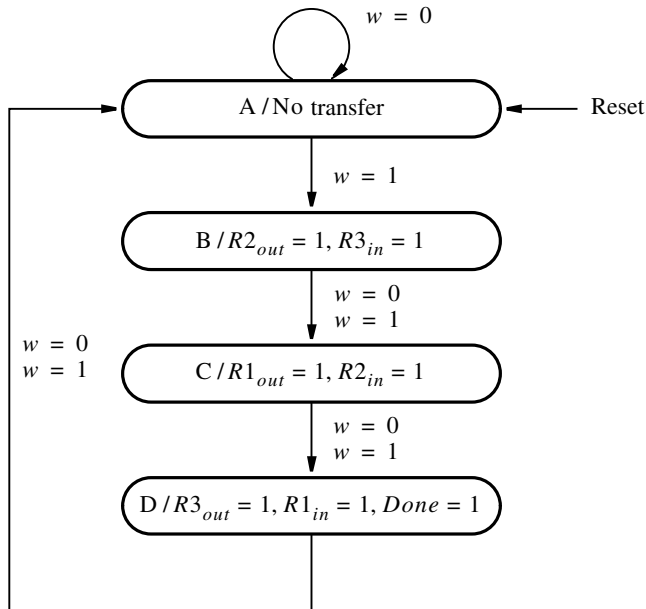 w = 0
A / No transfer
Reset
w = 1
B / R2out = 1, R3in = 1
w = 0
w = 1
w = 0
w = 1
C / R1out = 1, R2in = 1
w = 0
w = 1
D / R3out = 1, R1in = 1, Done = 1